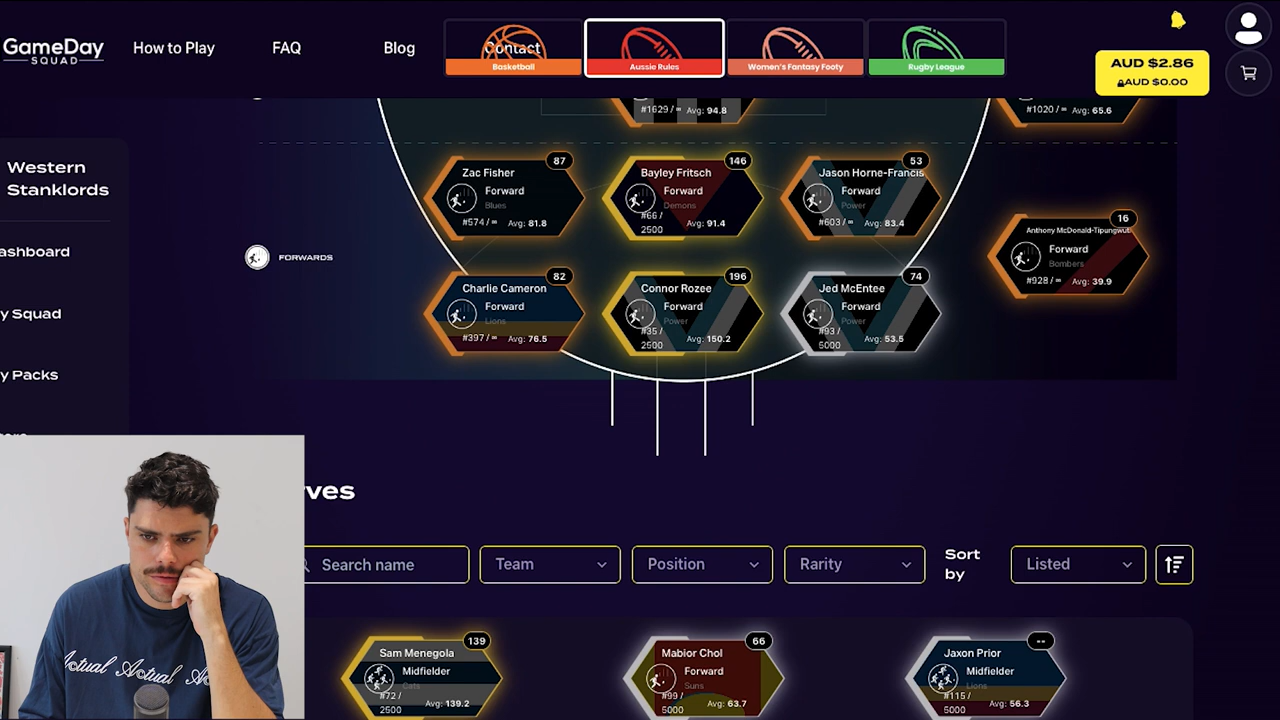 GameDay
SQUAD
How to Play
FAQ
Blog
Contact
Basketball
Aussie Rules
Women's Fantasy Footy
Rugby League
AUD $2.86
AUD $0.00
Western
Stanklords
ashboard
y Squad
y Packs
#1629 / ∞ Avg: 94.8
#1020 / ∞ Avg: 65.6
FORWARDS
87
Zac Fisher
Forward
Blues
#574 / ∞ Avg: 81.8
146
Bayley Fritsch
Forward
Demons
#66 /
2500 Avg: 91.4
53
Jason Horne-Francis
Forward
Power
#603 / ∞ Avg: 83.4
16
Anthony McDonald-Tipungwuti
Forward
Bombers
#928 / ∞ Avg: 39.9
82
Charlie Cameron
Forward
Lions
#397 / ∞ Avg: 76.5
196
Connor Rozee
Forward
Power
#35 /
2500 Avg: 150.2
74
Jed McEntee
Forward
Power
#93 /
5000 Avg: 53.5
rves
Search name
Team
Position
Rarity
Sort
by
Listed
139
Sam Menegola
Midfielder
Cats
#72 /
2500 Avg: 139.2
66
Mabior Chol
Forward
Suns
#99 /
5000 Avg: 63.7
--
Jaxon Prior
Midfielder
Lions
#115 /
5000 Avg: 56.3
Actual Actual